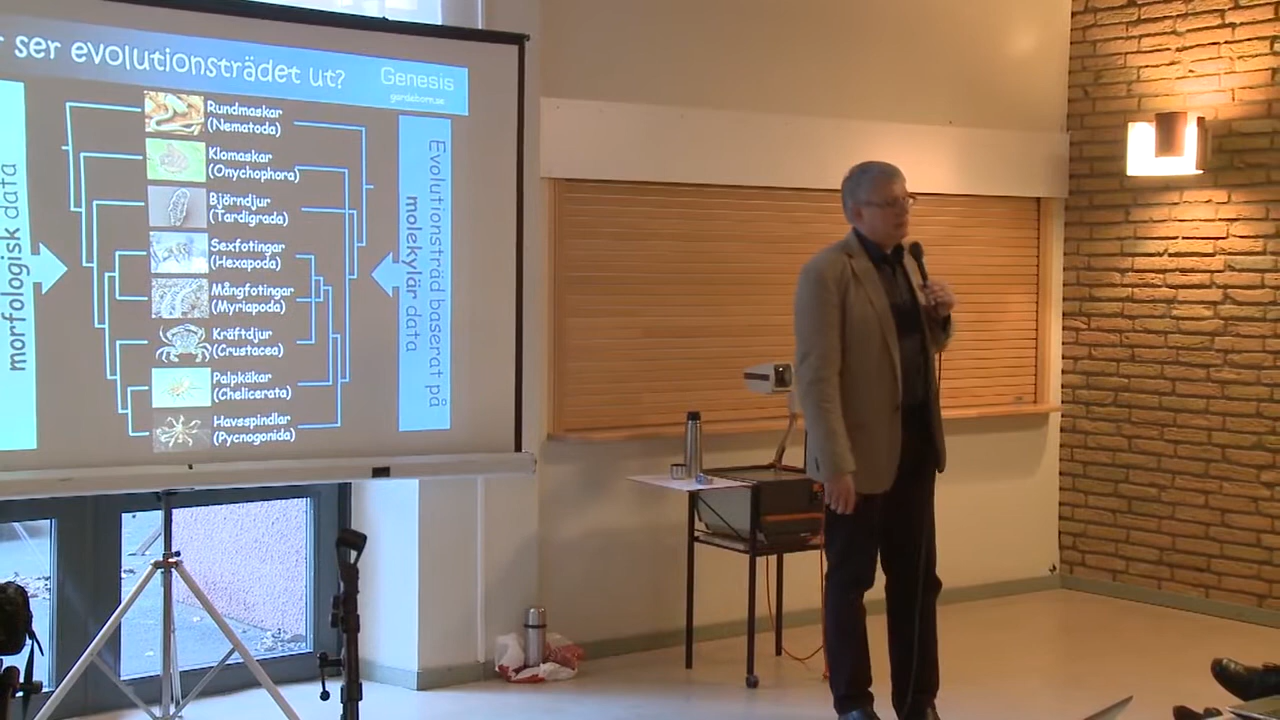 ser evolutionsträdet ut?
Genesis
gardeborn.se
morfologisk data
Rundmaskar
(Nematoda)
Klomaskar
(Onychophora)
Björndjur
(Tardigrada)
Sexfotingar
(Hexapoda)
Mångfotingar
(Myriapoda)
Kräftdjur
(Crustacea)
Palpkäkar
(Chelicerata)
Havsspindlar
(Pycnogonida)
Evolutionsträd baserat på
molekylär data